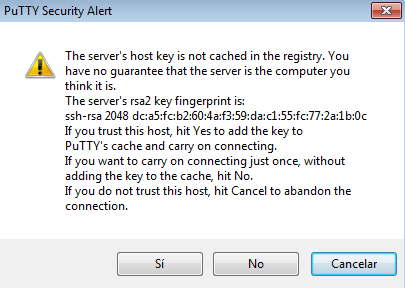 PuTTY Security Alert
The server's host key is not cached in the registry. You
have no guarantee that the server is the computer you
think it is.
The server's rsa2 key fingerprint is:
ssh-rsa 2048 dc:a5:fc:b2:60:4a:f3:59:da:c1:55:fc:77:2a:1b:0c
If you trust this host, hit Yes to add the key to
PuTTY's cache and carry on connecting.
If you want to carry on connecting just once, without
adding the key to the cache, hit No.
If you do not trust this host, hit Cancel to abandon the
connection.
Sí
No
Cancelar